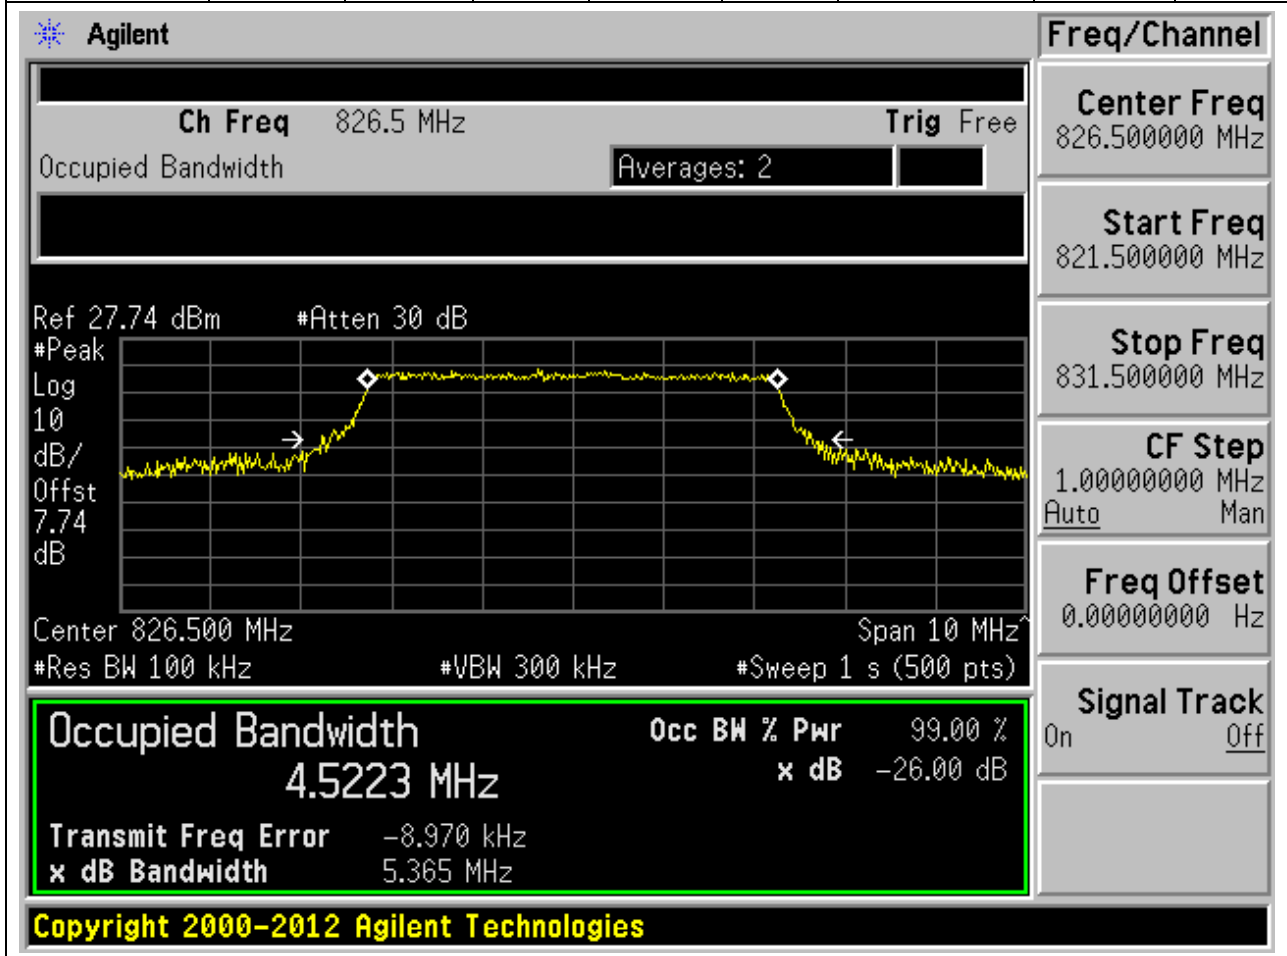 Agilent
Freq/Channel
Ch Freq 826.5 MHz Trig Free
Occupied Bandwidth Averages: 2
Ref 27.74 dBm #Atten 30 dB
#Peak
Log
10
dB/
Offst
7.74
dB
Center 826.500 MHz Span 10 MHz^
#Res BW 100 kHz #VBW 300 kHz #Sweep 1 s (500 pts)
Occupied Bandwidth
4.5223 MHz
Occ BW % Pwr 99.00 %
x dB -26.00 dB
Transmit Freq Error -8.970 kHz
x dB Bandwidth 5.365 MHz
Copyright 2000-2012 Agilent Technologies
Center Freq
826.500000 MHz
Start Freq
821.500000 MHz
Stop Freq
831.500000 MHz
CF Step
1.00000000 MHz
Auto Man
Freq Offset
0.00000000 Hz
Signal Track
On Off